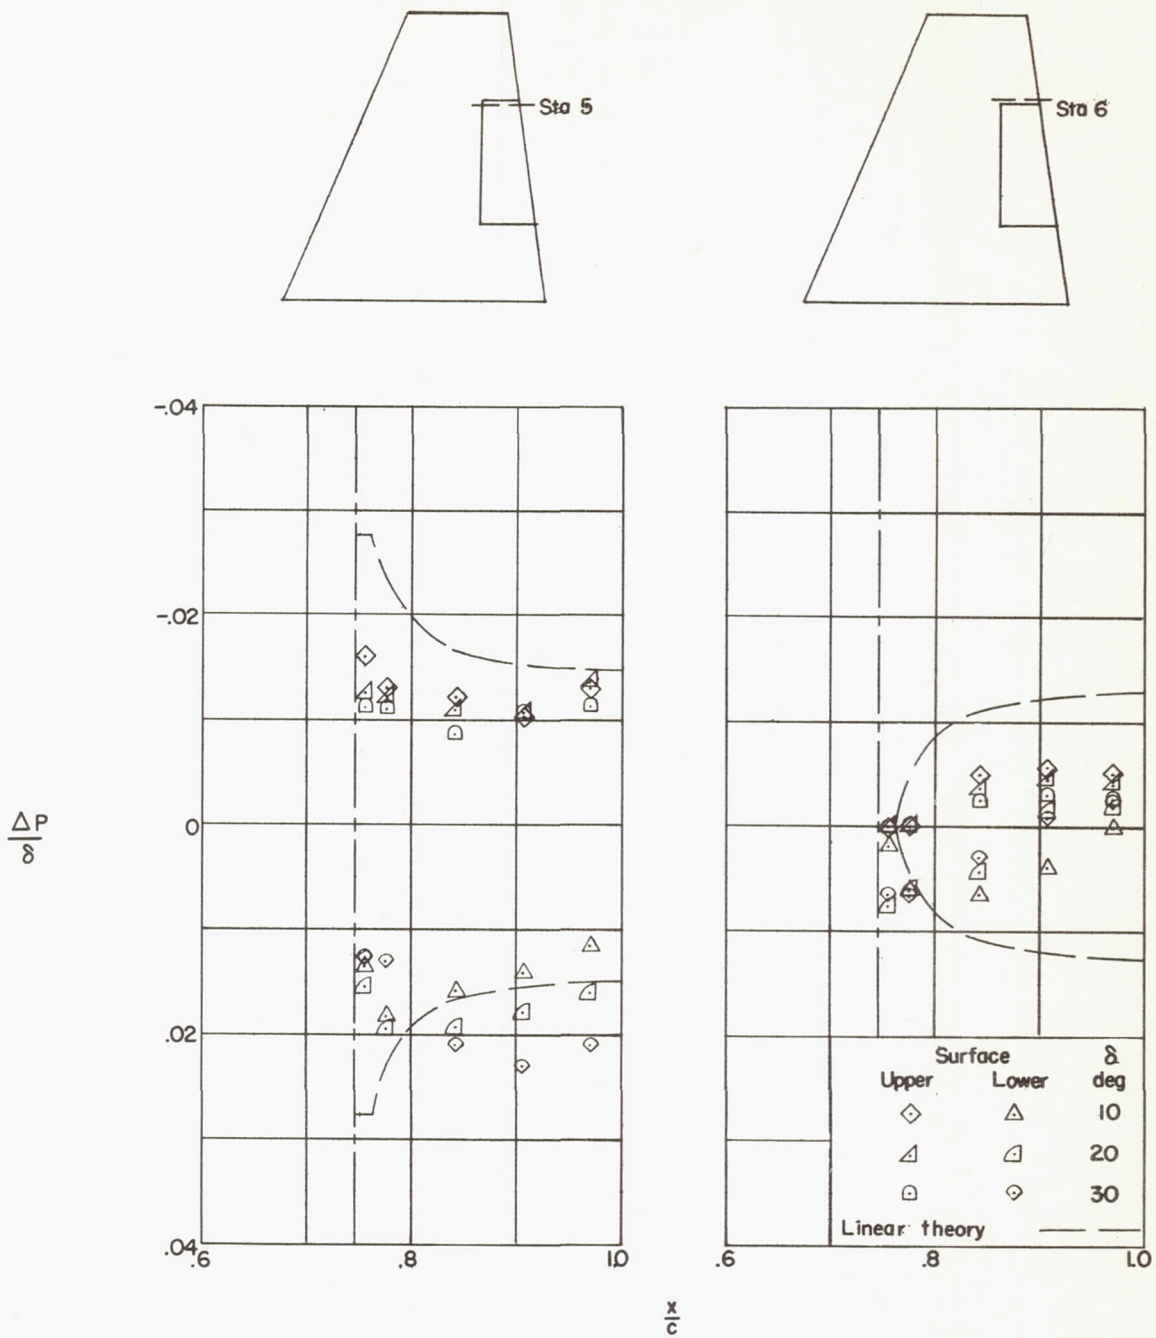 Sta 5
Sta 6
-.04
-.02
0
.02
.04
ΔP
δ
.6
.8
1.0
.6
.8
1.0
x
c
Surface δ
Upper Lower deg
10
20
30
Linear theory